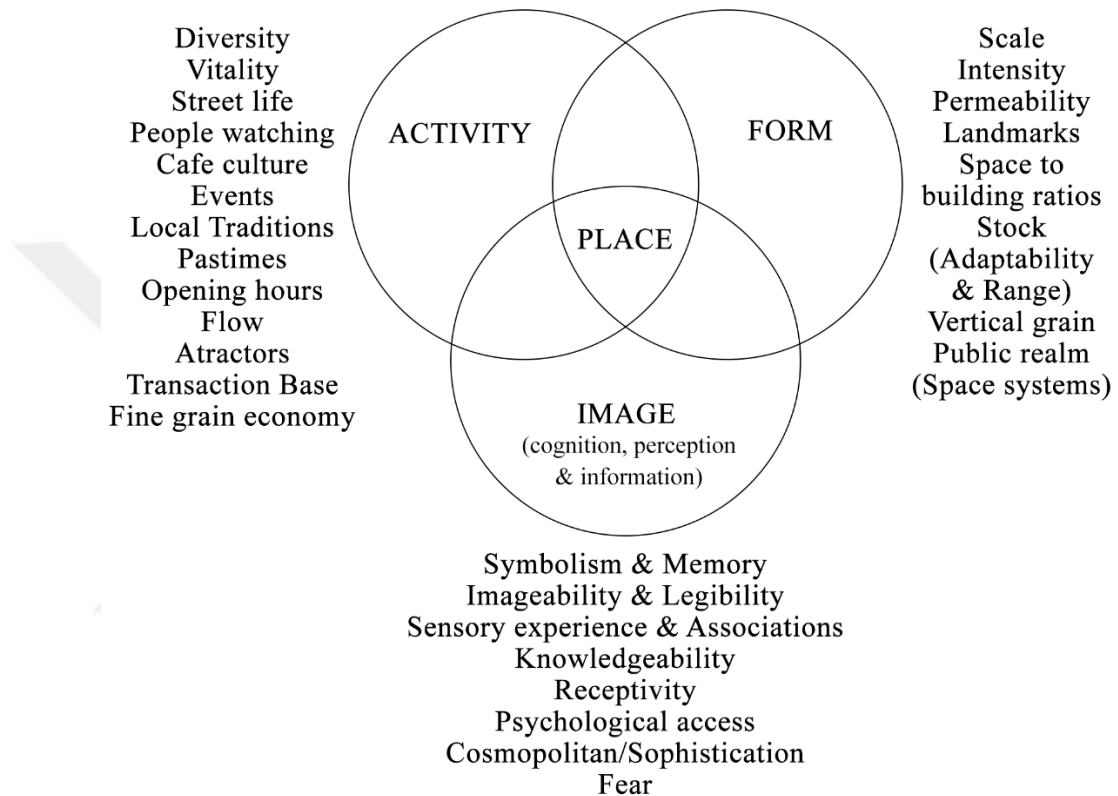 Diversity
Vitality
Street life
People watching
Cafe culture
Events
Local Traditions
Pastimes
Opening hours
Flow
Atractors
Transaction Base
Fine grain economy
ACTIVITY
FORM
PLACE
IMAGE
(cognition, perception
& information)
Scale
Intensity
Permeability
Landmarks
Space to
building ratios
Stock
(Adaptability
& Range)
Vertical grain
Public realm
(Space systems)
Symbolism & Memory
Imageability & Legibility
Sensory experience & Associations
Knowledgeability
Receptivity
Psychological access
Cosmopolitan/Sophistication
Fear